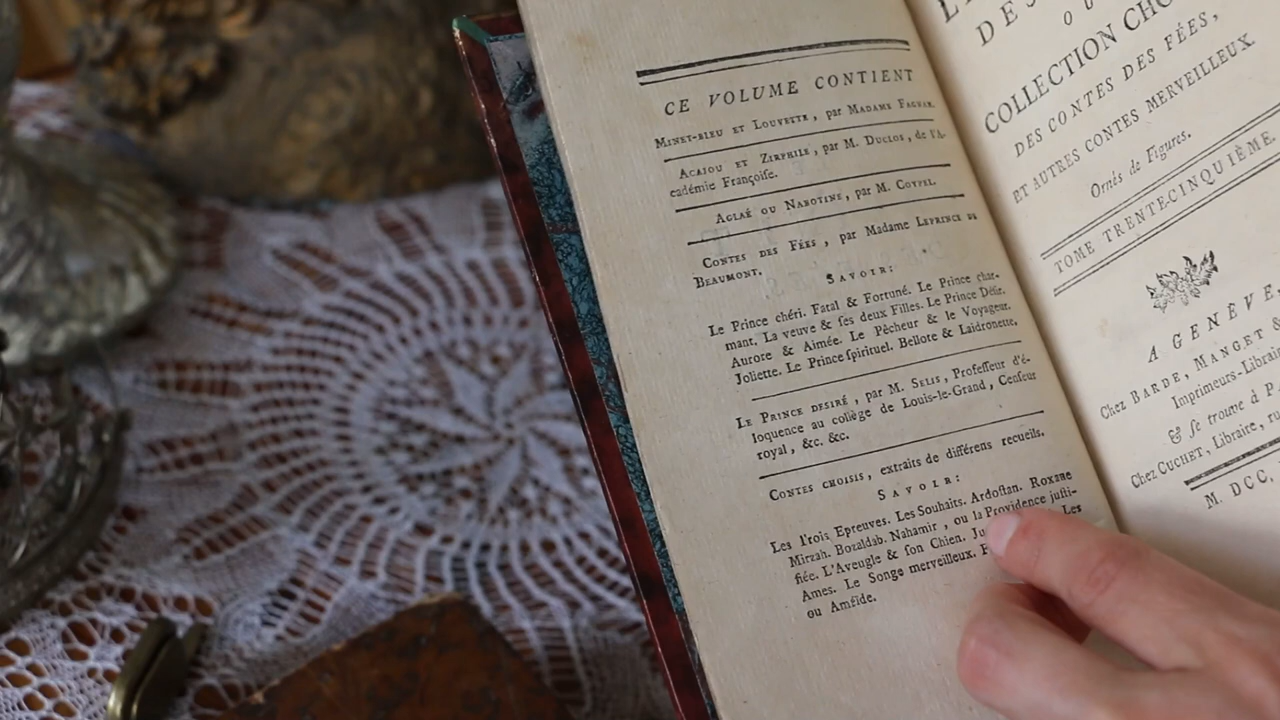 CE VOLUME CONTIENT
MINET-BLEU ET LOUVETTE, par MADAME FAGNAN.
ACAJOU ET ZIRPHILE, par M. DUCLOS, de l'A-
cadémie Françoiſe.
AGLAÉ OU NABOTINE, par M. COYPEL.
CONTES DES FÉES, par Madame LEPRINCE DE
BEAUMONT.
SAVOIR:
Le Prince chéri. Fatal & Fortuné. Le Prince char-
mant. La veuve & ſes deux Filles. Le Prince Déſir.
Aurore & Aimée. Le Pêcheur & le Voyageur.
Joliette. Le Prince ſpirituel. Bellote & Laidronette.
LE PRINCE DESIRÉ, par M. SELIS, Profeſſeur d'é-
loquence au collège de Louis-le-Grand, Cenſeur
royal, &c. &c.
CONTES CHOISIS, extraits de différens recueils.
SAVOIR:
Les Trois Epreuves. Les Souhaits. Ardoſtan. Roxane
Mirzah. Bozaldab. Nahamir, ou la Providence juſti-
fiée. L'Aveugle & ſon Chien. Les
Ames. Le Songe merveilleux.
ou Amſide.
DES
OU
COLLECTION
DES CONTES DES FÉES,
ET AUTRES CONTES MERVEILLEUX.
Ornés de Figures.
TOME TRENTE-CINQUIÈME.
A GENÈVE
Chez BARDE, MANGET &
Imprimeurs-Librai
& ſe trouve à P
Chez CUCHET, Libraire,
M. DCC,